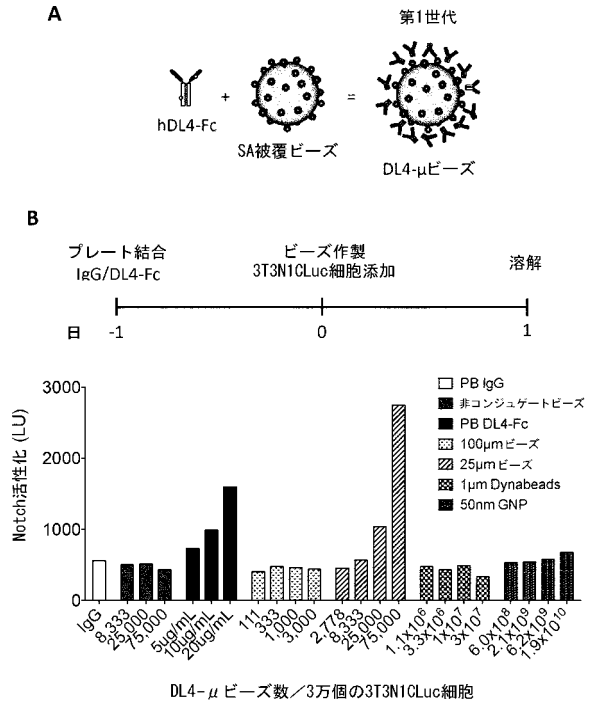 A
第1世代
+
=
hDL4-Fc
SA被覆ビーズ
DL4-μビーズ
B
プレート結合
IgG/DL4-Fc
ビーズ作製
3T3N1CLuc細胞添加
溶解
日
-1
0
1
Notch活性化 (LU)
3000
2000
1000
0
PB IgG
非コンジュゲートビーズ
PB DL4-Fc
100μmビーズ
25μmビーズ
1μm Dynabeads
50nm GNP
IgG
8,333
25,000
75,000
5ug/mL
10ug/mL
20ug/mL
111
333
1,000
3,000
2,778
8,333
25,000
75,000
1.1x10⁶
3.3x10⁶
1x10⁷
3x10⁷
6.0x10⁸
2.1x10⁹
6.2x10⁹
1.9x10¹⁰
DL4-μビーズ数/3万個の3T3N1CLuc細胞